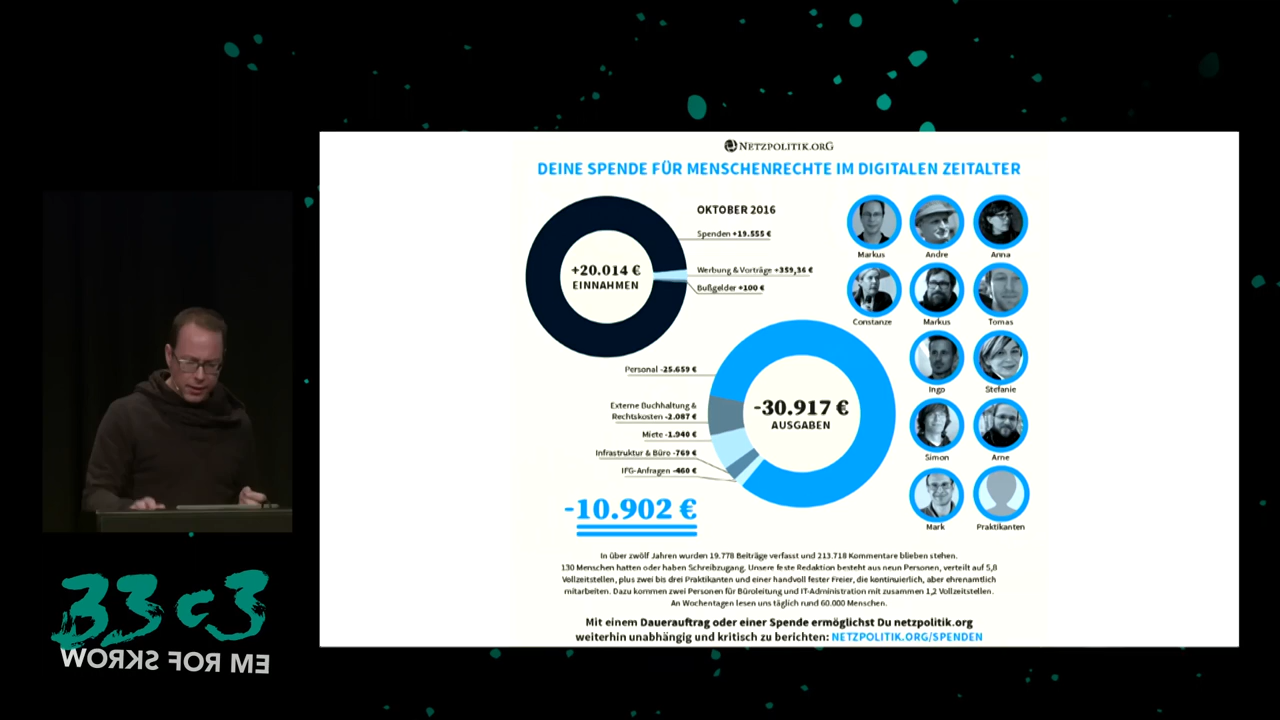 NETZPOLITIK.ORG
DEINE SPENDE FÜR MENSCHENRECHTE IM DIGITALEN ZEITALTER
OKTOBER 2016
Spenden +19.555 €
+20.014 €
EINNAHMEN
Werbung & Vorträge +359,36 €
Bußgelder +100 €
Markus
Andre
Anna
Constanze
Markus
Tomas
Ingo
Stefanie
Simon
Arne
Mark
Praktikanten
Personal -25.659 €
Externe Buchhaltung &
Rechtskosten -2.087 €
Miete -1.940 €
Infrastruktur & Büro -769 €
IFG-Anfragen -460 €
-30.917 €
AUSGABEN
-10.902 €
In über zwölf Jahren wurden 19.778 Beiträge verfasst und 213.718 Kommentare blieben stehen.
130 Menschen hatten oder haben Schreibzugang. Unsere feste Redaktion besteht aus neun Personen, verteilt auf 5,8
Vollzeitstellen, plus zwei bis drei Praktikanten und einer handvoll fester Freier, die kontinuierlich, aber ehrenamtlich
mitarbeiten. Dazu kommen zwei Personen für Büroleitung und IT-Administration mit zusammen 1,2 Vollzeitstellen.
An Wochentagen lesen uns täglich rund 60.000 Menschen.
Mit einem Dauerauftrag oder einer Spende ermöglichst Du netzpolitik.org
weiterhin unabhängig und kritisch zu berichten: NETZPOLITIK.ORG/SPENDEN
33c3
WORKS FOR ME